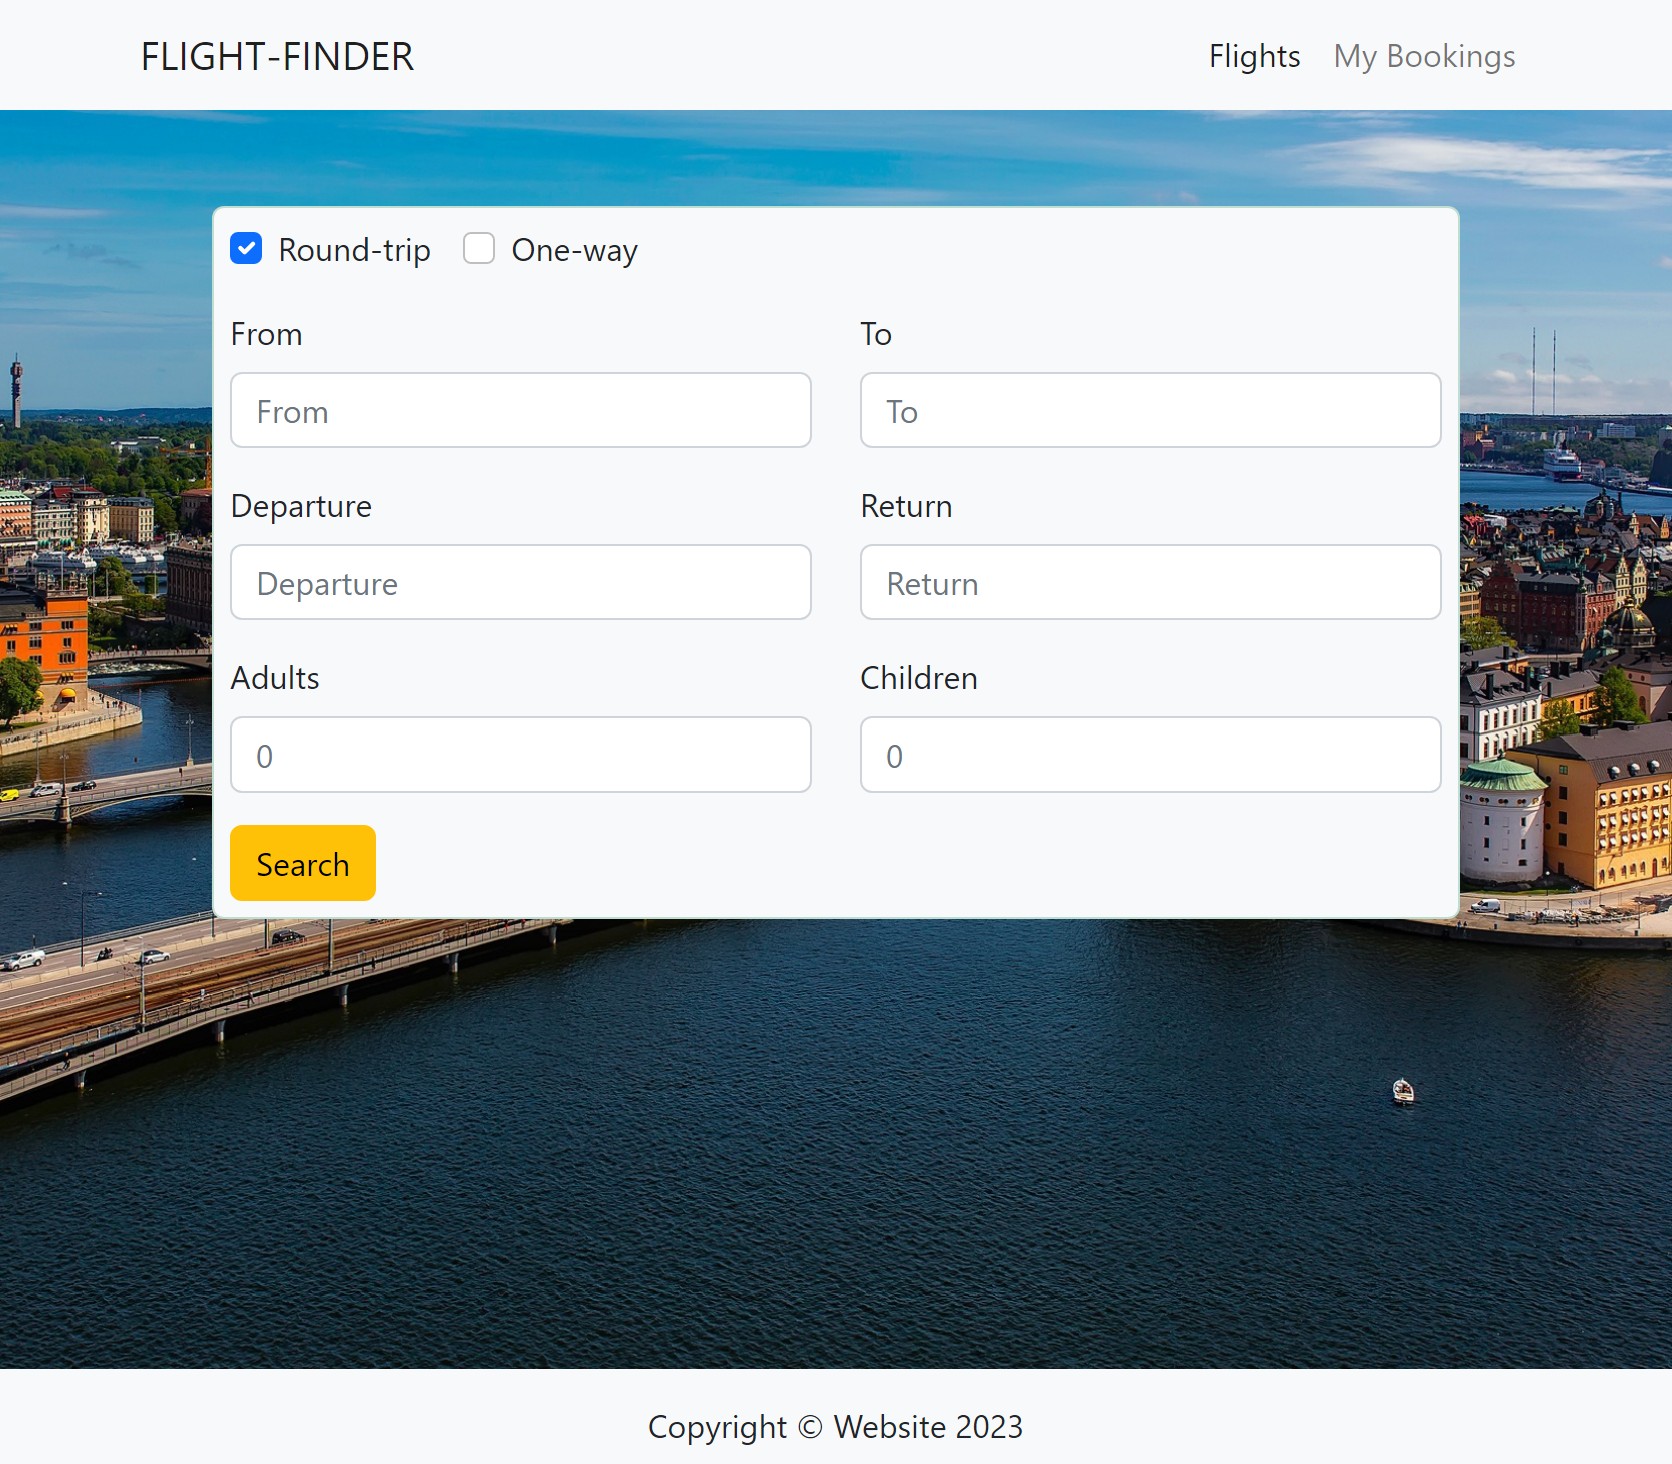 FLIGHT-FINDER Flights My Bookings
Round-trip One-way
From To
From To
Departure Return
Departure Return
Adults Children
0 0
Search
Copyright © Website 2023